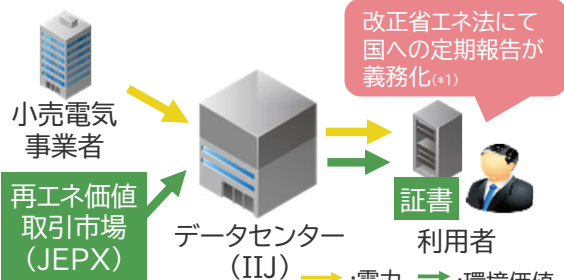 改正省エネ法にて
国への定期報告が
義務化(*1)
小売電気
事業者
再エネ価値
取引市場
（JEPX）
データセンター
（IIJ）
証書
利用者
:電力
:環境価値